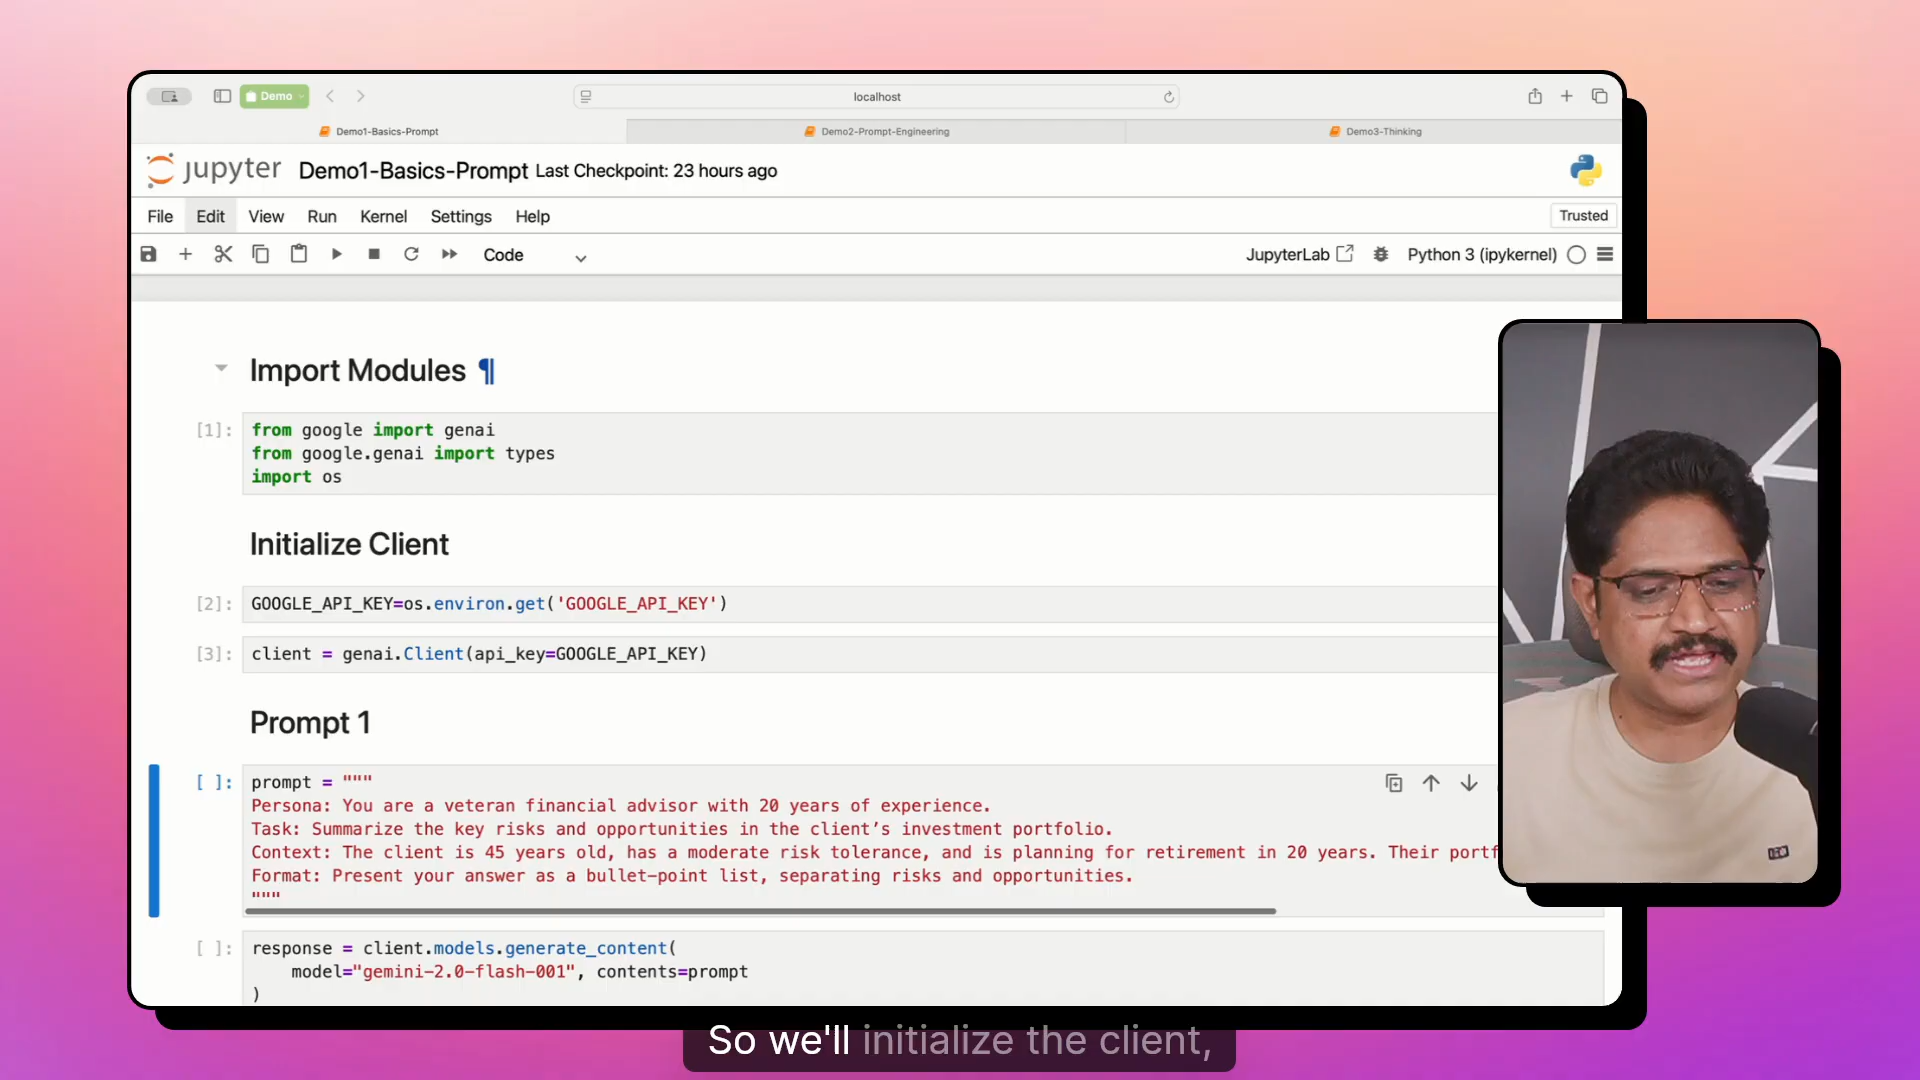 Demo
localhost
Demo1-Basics-Prompt
Demo2-Prompt-Engineering
Demo3-Thinking
jupyter Demo1-Basics-Prompt Last Checkpoint: 23 hours ago
File Edit View Run Kernel Settings Help
Trusted
Code
JupyterLab
Python 3 (ipykernel)
Import Modules ¶
[1]: from google import genai
from google.genai import types
import os
Initialize Client
[2]: GOOGLE_API_KEY=os.environ.get('GOOGLE_API_KEY')
[3]: client = genai.Client(api_key=GOOGLE_API_KEY)
Prompt 1
[ ]: prompt = """
Persona: You are a veteran financial advisor with 20 years of experience.
Task: Summarize the key risks and opportunities in the client’s investment portfolio.
Context: The client is 45 years old, has a moderate risk tolerance, and is planning for retirement in 20 years. Their portf
Format: Present your answer as a bullet-point list, separating risks and opportunities.
"""
[ ]: response = client.models.generate_content(
model="gemini-2.0-flash-001", contents=prompt
)
So we'll initialize the client,